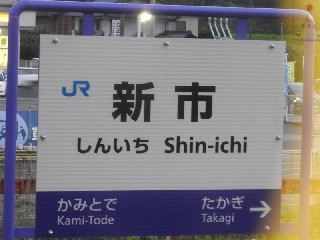 JR 新市
しんいち Shin-ichi
かみとで たかぎ
Kami-Tode Takagi →